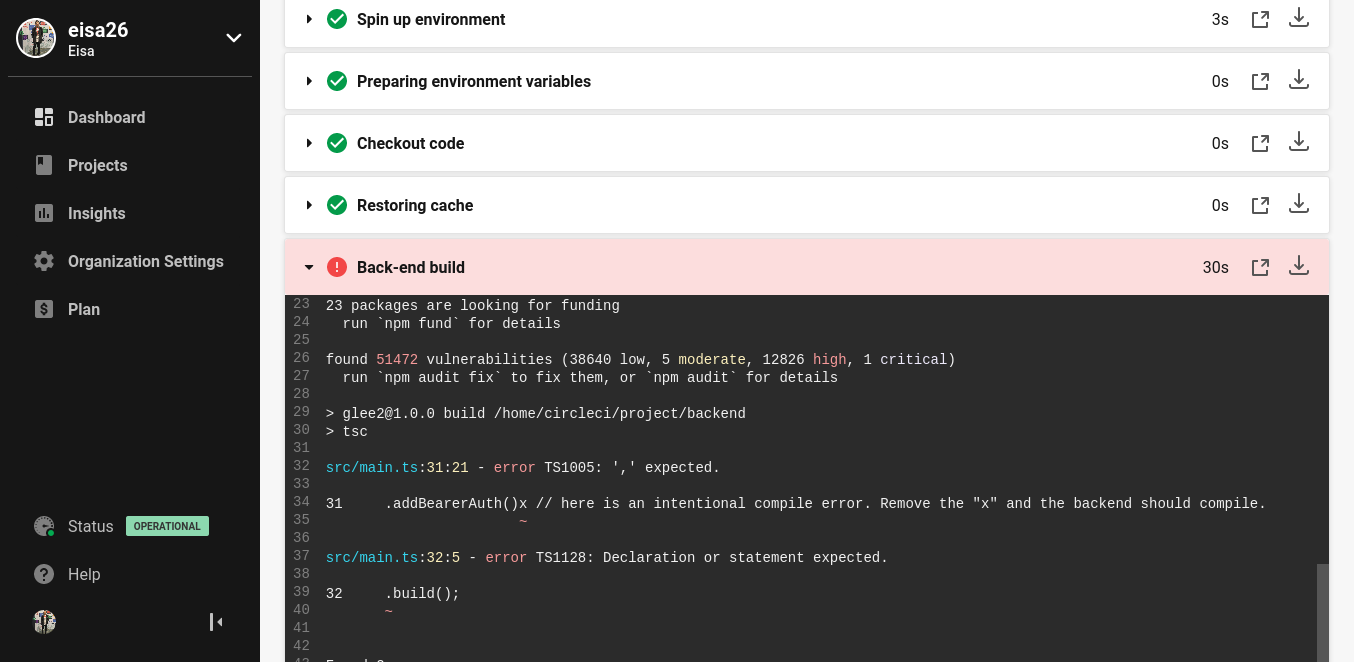 eisa26
Eisa
Dashboard
Projects
Insights
Organization Settings
Plan
Status OPERATIONAL
Help
Spin up environment 3s
Preparing environment variables 0s
Checkout code 0s
Restoring cache 0s
Back-end build 30s
23 23 packages are looking for funding
24   run `npm fund` for details
25
26 found 51472 vulnerabilities (38640 low, 5 moderate, 12826 high, 1 critical)
27   run `npm audit fix` to fix them, or `npm audit` for details
28
29 > glee2@1.0.0 build /home/circleci/project/backend
30 > tsc
31
32 src/main.ts:31:21 - error TS1005: ',' expected.
33
34 31     .addBearerAuth()x // here is an intentional compile error. Remove the "x" and the backend should compile.
35                        ~
36
37 src/main.ts:32:5 - error TS1128: Declaration or statement expected.
38
39 32     .build();
40        ~
41
42